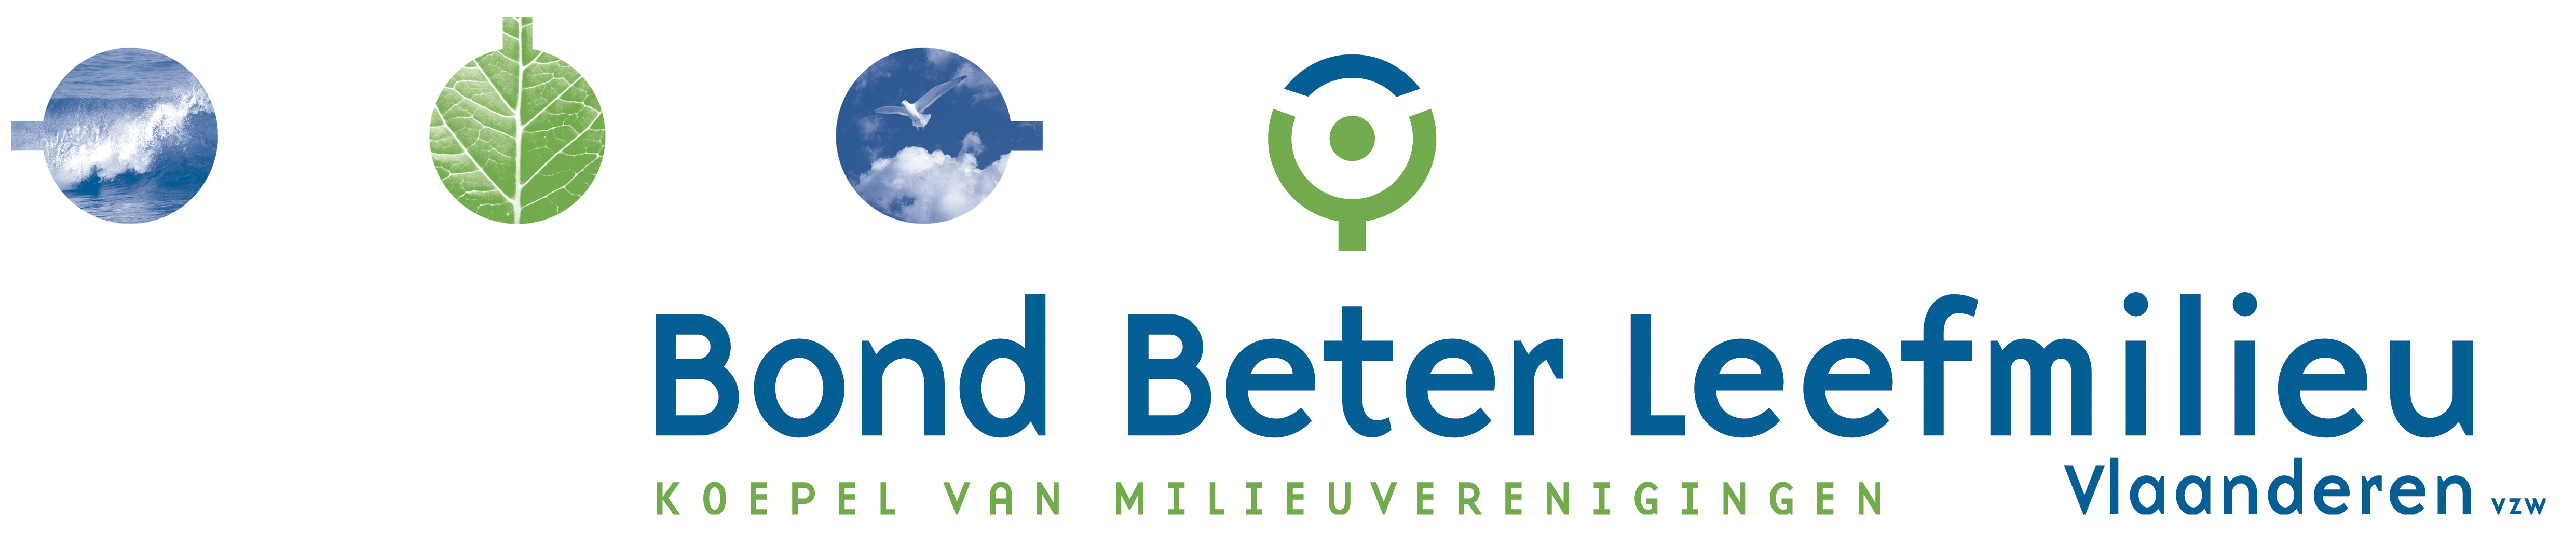 Bond Beter Leefmilieu
KOEPEL VAN MILIEUVERENIGINGEN
Vlaanderen vzw